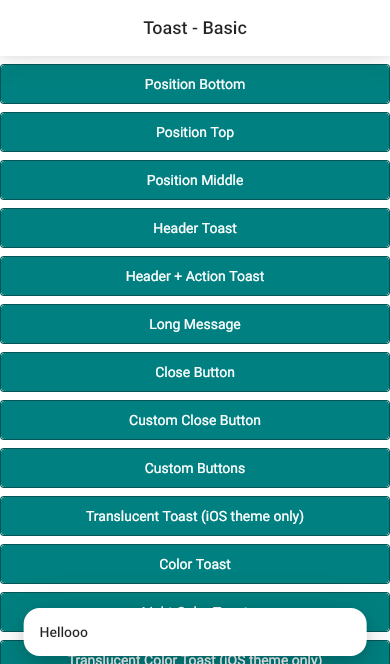 Toast - Basic
Position Bottom
Position Top
Position Middle
Header Toast
Header + Action Toast
Long Message
Close Button
Custom Close Button
Custom Buttons
Translucent Toast (iOS theme only)
Color Toast
Hellooo
Translucent Color Toast (iOS theme only)